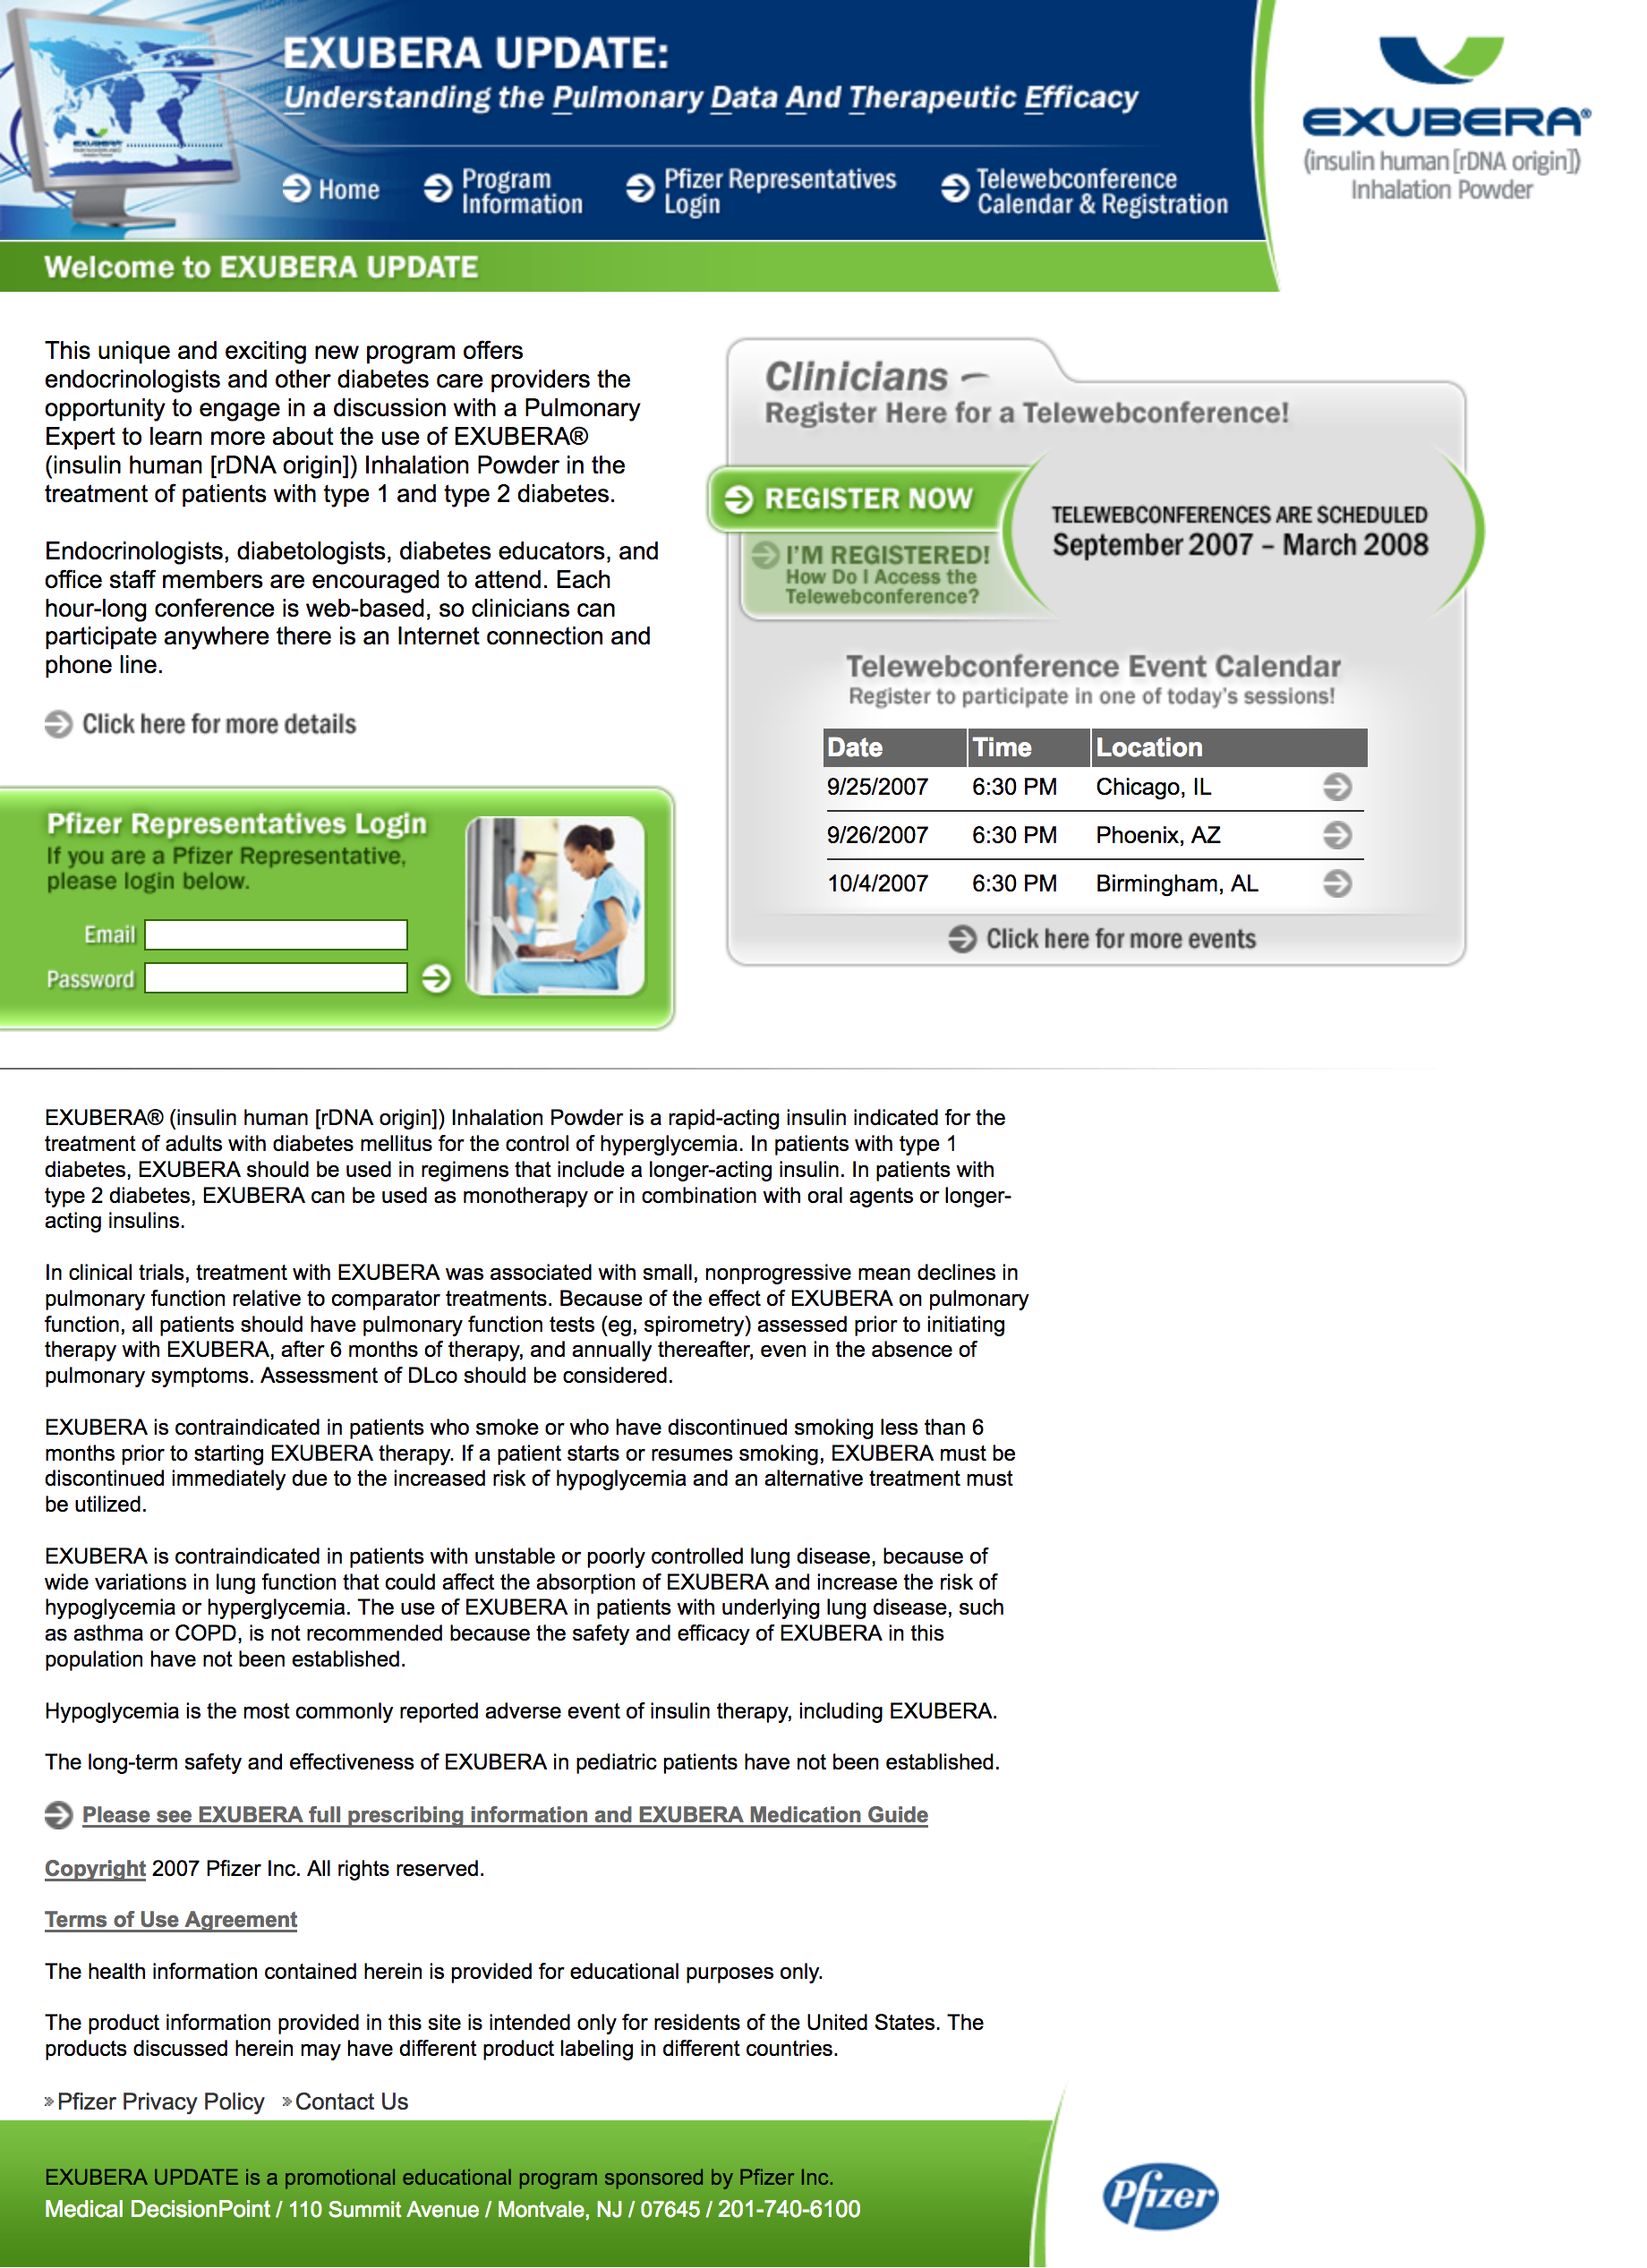 EXUBERA UPDATE:
Understanding the Pulmonary Data And Therapeutic Efficacy
Home
Program
Information
Pfizer Representatives
Login
Telewebconference
Calendar & Registration
EXUBERA®
(insulin human [rDNA origin])
Inhalation Powder
Welcome to EXUBERA UPDATE
This unique and exciting new program offers
endocrinologists and other diabetes care providers the
opportunity to engage in a discussion with a Pulmonary
Expert to learn more about the use of EXUBERA®
(insulin human [rDNA origin]) Inhalation Powder in the
treatment of patients with type 1 and type 2 diabetes.
Endocrinologists, diabetologists, diabetes educators, and
office staff members are encouraged to attend. Each
hour-long conference is web-based, so clinicians can
participate anywhere there is an Internet connection and
phone line.
Click here for more details
Pfizer Representatives Login
If you are a Pfizer Representative,
please login below.
Email
Password
Clinicians –
Register Here for a Telewebconference!
REGISTER NOW
I'M REGISTERED!
How Do I Access the
Telewebconference?
TELEWEBCONFERENCES ARE SCHEDULED
September 2007 – March 2008
Telewebconference Event Calendar
Register to participate in one of today's sessions!
Date Time Location
9/25/2007 6:30 PM Chicago, IL
9/26/2007 6:30 PM Phoenix, AZ
10/4/2007 6:30 PM Birmingham, AL
Click here for more events
EXUBERA® (insulin human [rDNA origin]) Inhalation Powder is a rapid-acting insulin indicated for the
treatment of adults with diabetes mellitus for the control of hyperglycemia. In patients with type 1
diabetes, EXUBERA should be used in regimens that include a longer-acting insulin. In patients with
type 2 diabetes, EXUBERA can be used as monotherapy or in combination with oral agents or longer-
acting insulins.
In clinical trials, treatment with EXUBERA was associated with small, nonprogressive mean declines in
pulmonary function relative to comparator treatments. Because of the effect of EXUBERA on pulmonary
function, all patients should have pulmonary function tests (eg, spirometry) assessed prior to initiating
therapy with EXUBERA, after 6 months of therapy, and annually thereafter, even in the absence of
pulmonary symptoms. Assessment of DLco should be considered.
EXUBERA is contraindicated in patients who smoke or who have discontinued smoking less than 6
months prior to starting EXUBERA therapy. If a patient starts or resumes smoking, EXUBERA must be
discontinued immediately due to the increased risk of hypoglycemia and an alternative treatment must
be utilized.
EXUBERA is contraindicated in patients with unstable or poorly controlled lung disease, because of
wide variations in lung function that could affect the absorption of EXUBERA and increase the risk of
hypoglycemia or hyperglycemia. The use of EXUBERA in patients with underlying lung disease, such
as asthma or COPD, is not recommended because the safety and efficacy of EXUBERA in this
population have not been established.
Hypoglycemia is the most commonly reported adverse event of insulin therapy, including EXUBERA.
The long-term safety and effectiveness of EXUBERA in pediatric patients have not been established.
Please see EXUBERA full prescribing information and EXUBERA Medication Guide
Copyright 2007 Pfizer Inc. All rights reserved.
Terms of Use Agreement
The health information contained herein is provided for educational purposes only.
The product information provided in this site is intended only for residents of the United States. The
products discussed herein may have different product labeling in different countries.
» Pfizer Privacy Policy » Contact Us
EXUBERA UPDATE is a promotional educational program sponsored by Pfizer Inc.
Medical DecisionPoint / 110 Summit Avenue / Montvale, NJ / 07645 / 201-740-6100
Pfizer